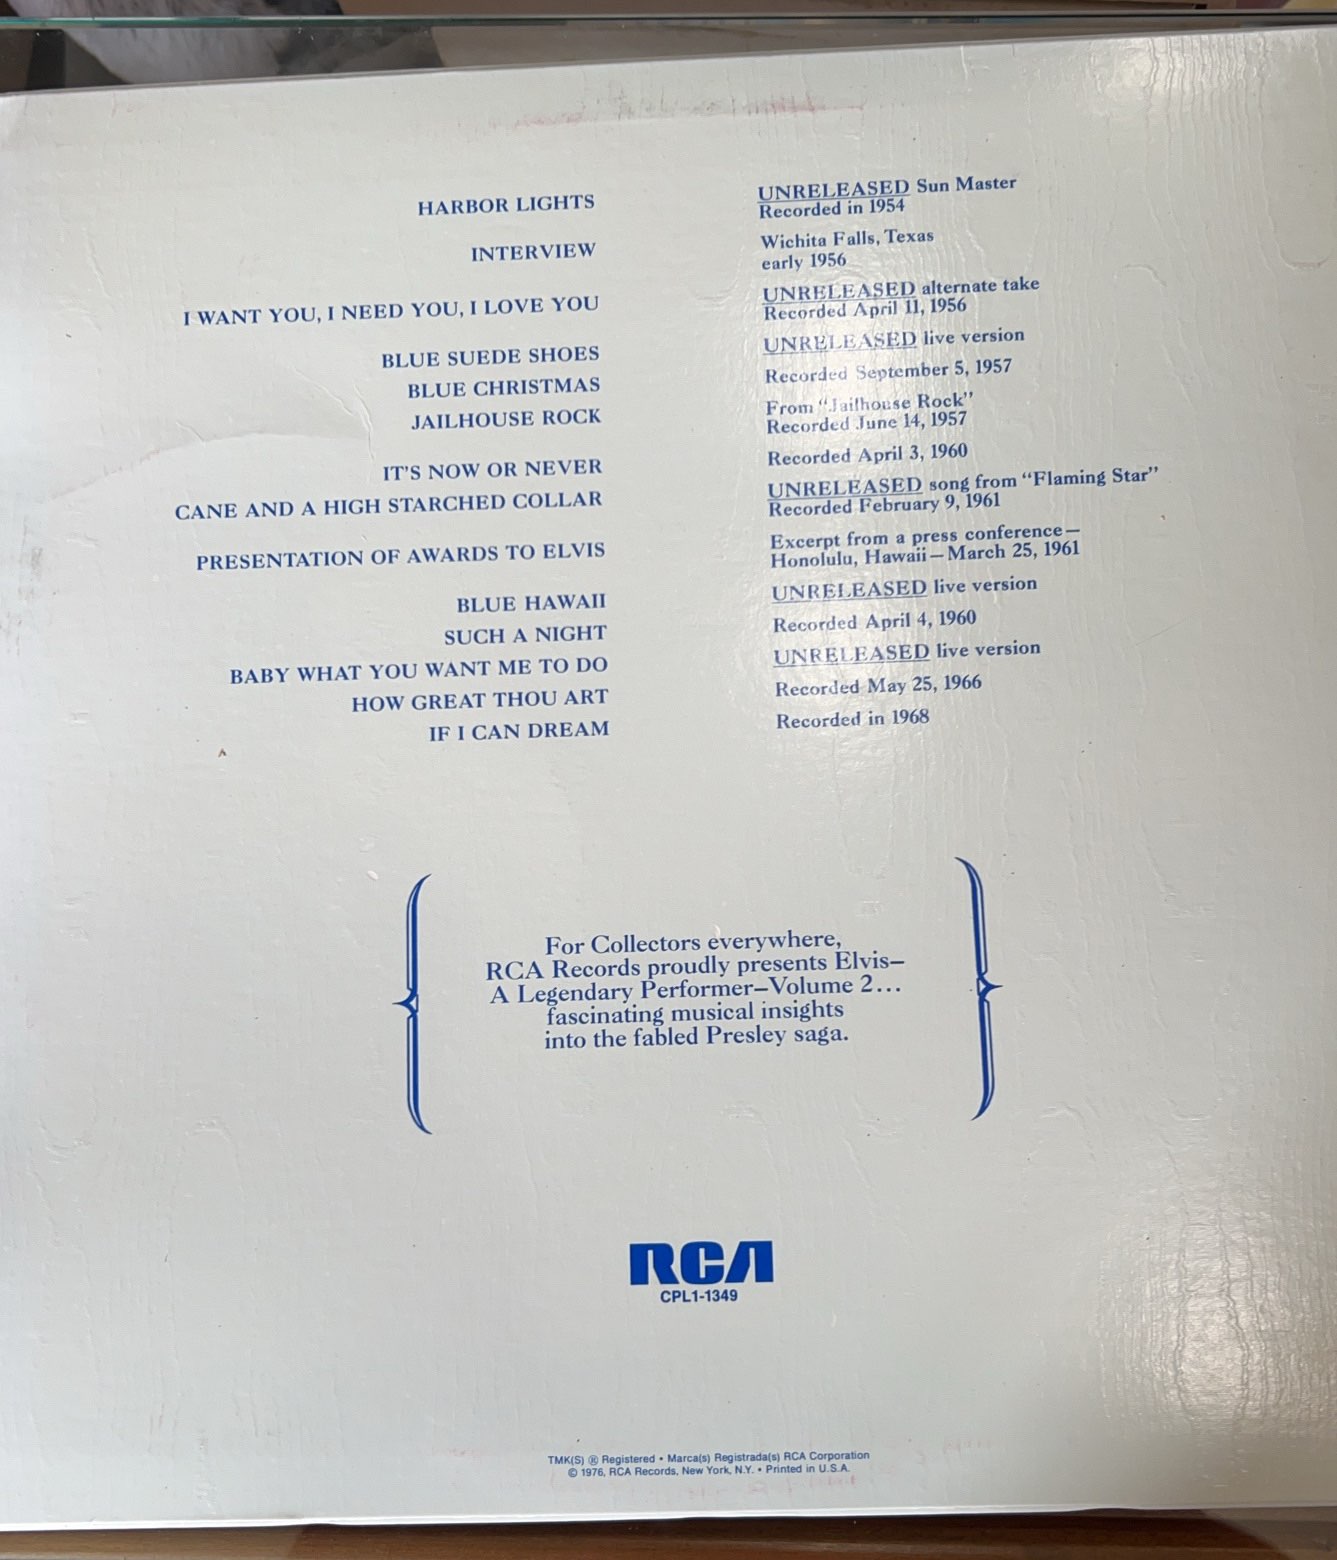 HARBOR LIGHTS
UNRELEASED Sun Master
Recorded in 1954
INTERVIEW
Wichita Falls, Texas
early 1956
I WANT YOU, I NEED YOU, I LOVE YOU
UNRELEASED alternate take
Recorded April 11, 1956
BLUE SUEDE SHOES
UNRELEASED live version
BLUE CHRISTMAS
Recorded September 5, 1957
JAILHOUSE ROCK
From "Jailhouse Rock"
Recorded June 14, 1957
IT'S NOW OR NEVER
Recorded April 3, 1960
CANE AND A HIGH STARCHED COLLAR
UNRELEASED song from "Flaming Star"
Recorded February 9, 1961
PRESENTATION OF AWARDS TO ELVIS
Excerpt from a press conference—
Honolulu, Hawaii—March 25, 1961
BLUE HAWAII
UNRELEASED live version
SUCH A NIGHT
Recorded April 4, 1960
BABY WHAT YOU WANT ME TO DO
UNRELEASED live version
HOW GREAT THOU ART
Recorded May 25, 1966
IF I CAN DREAM
Recorded in 1968
For Collectors everywhere,
RCA Records proudly presents Elvis—
A Legendary Performer—Volume 2...
fascinating musical insights
into the fabled Presley saga.
RCA
CPL1-1349
TMK(S) ® Registered • Marca(s) Registrada(s) RCA Corporation
© 1976, RCA Records, New York, N.Y. • Printed in U.S.A.